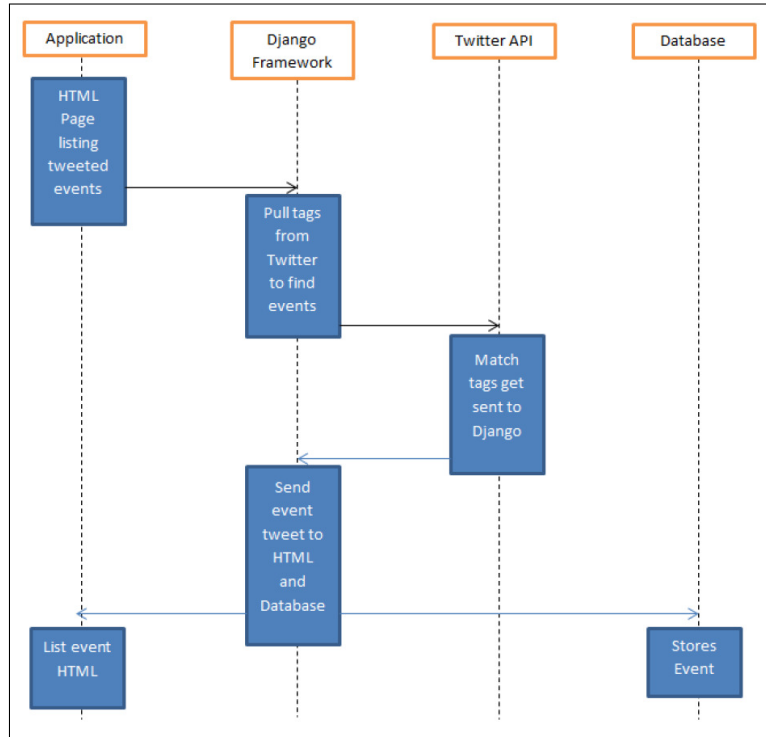 Application
Django
Framework
Twitter API
Database
HTML
Page
listing
tweeted
events
Pull tags
from
Twitter
to find
events
Match
tags get
sent to
Django
Send
event
tweet to
HTML
and
Database
List event
HTML
Stores
Event